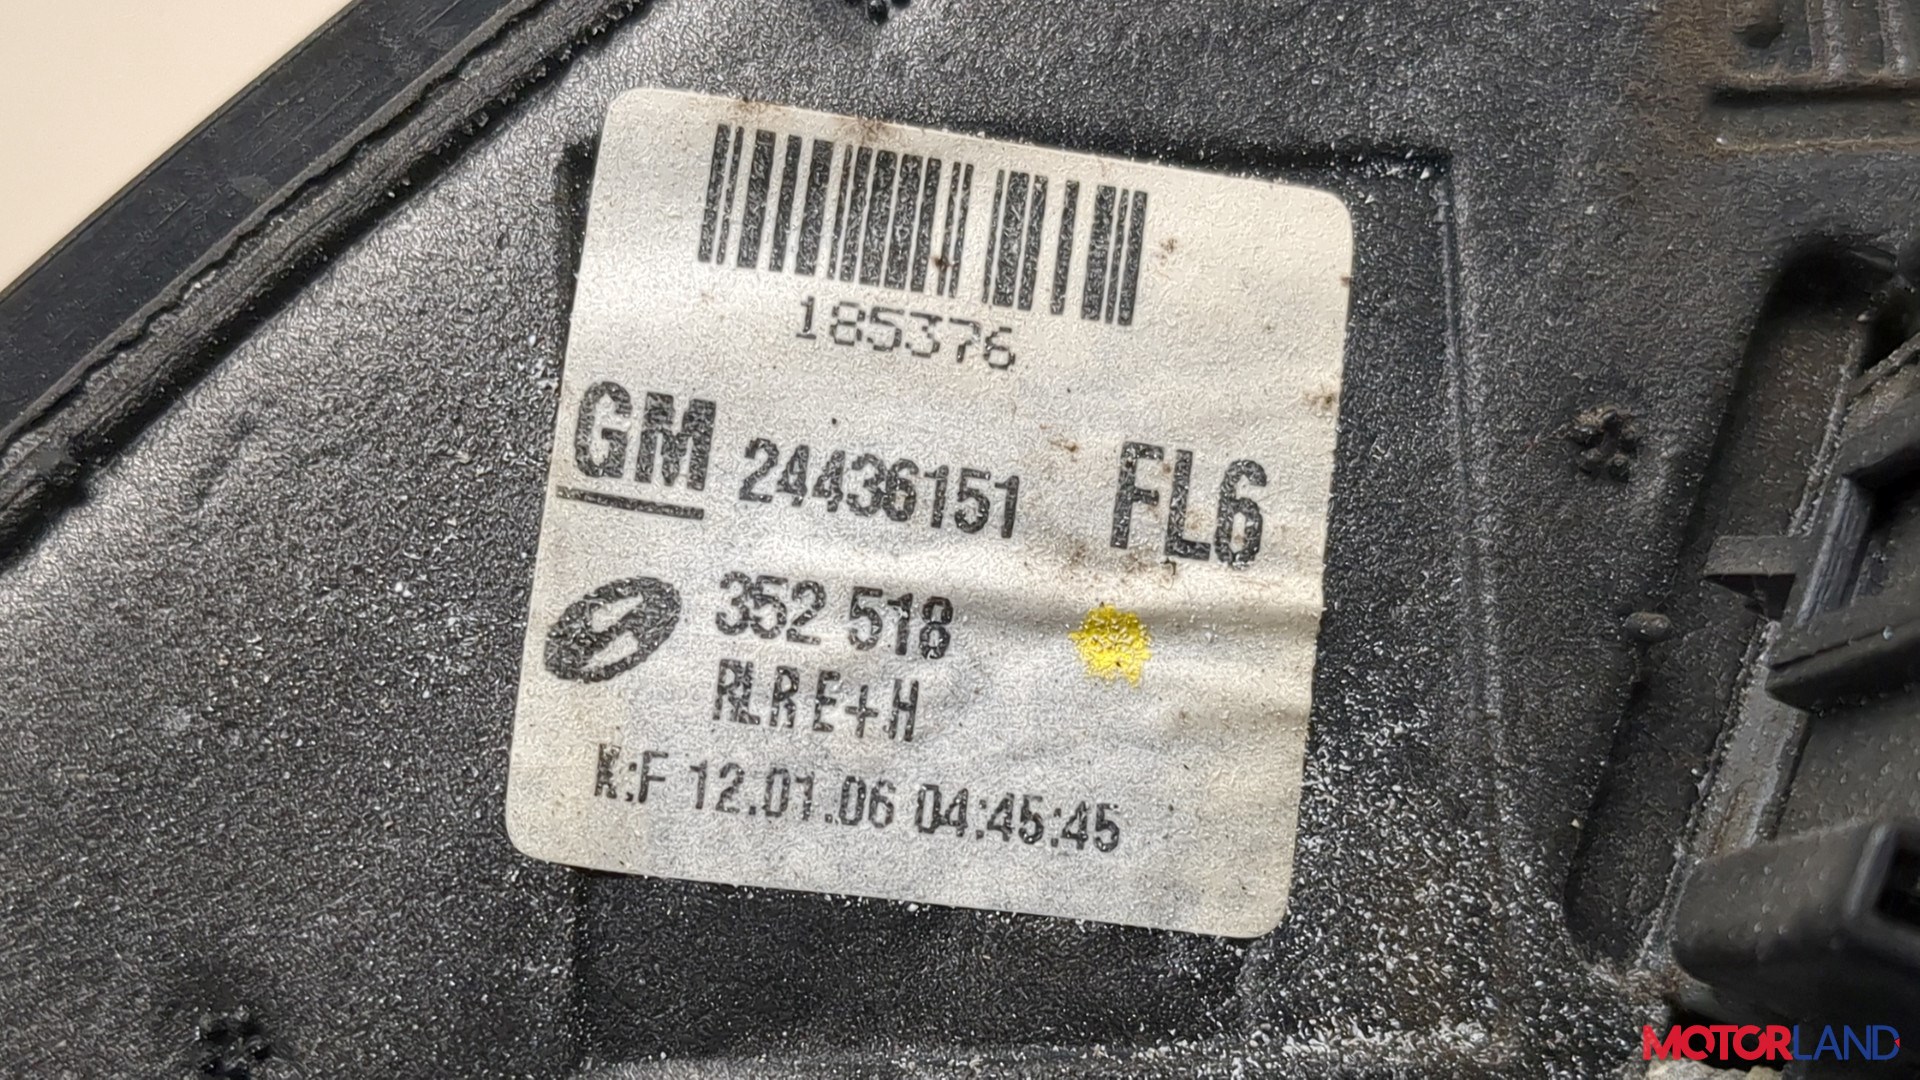 185376
GM 24436151 FL6
352 518
RLR E+H
K:F 12.01.06 04:45:45
MOTORLAND